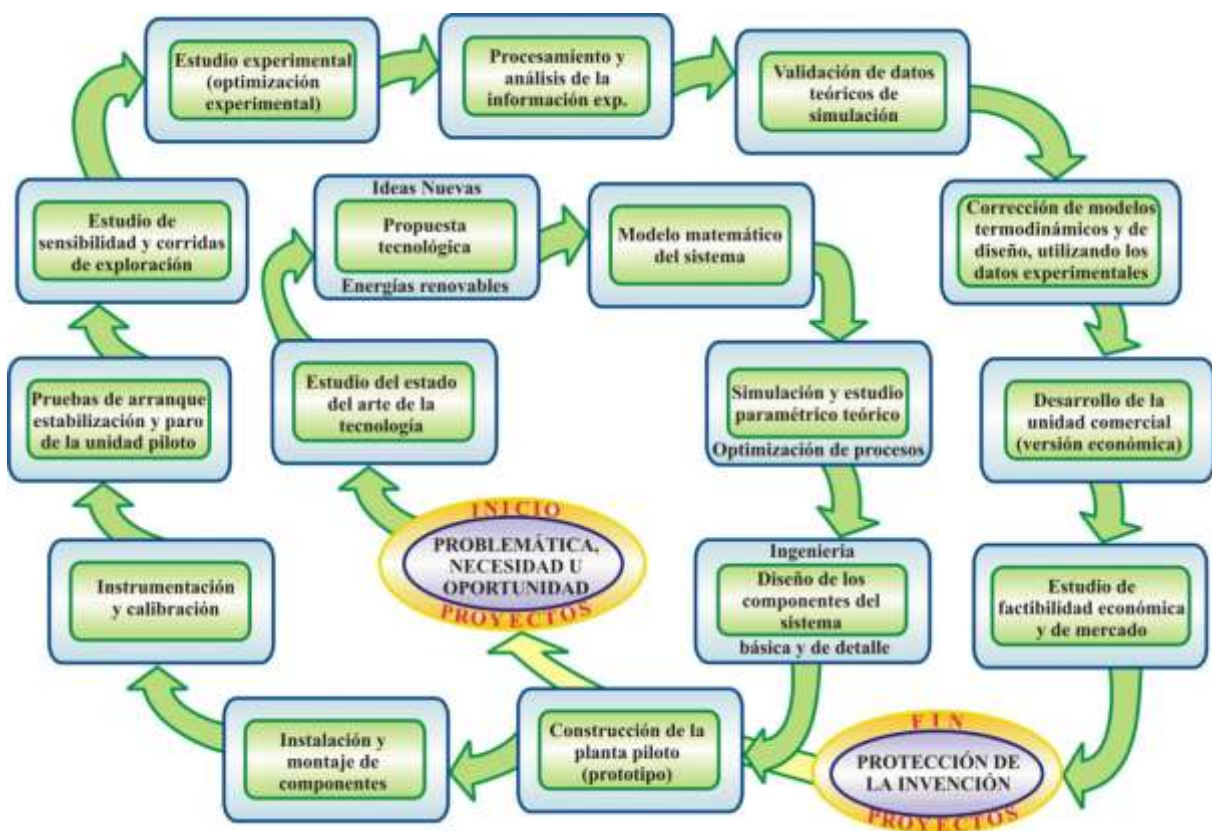 Estudio experimental
(optimización
experimental)
Procesamiento y
análisis de la
información exp.
Validación de datos
teóricos de
simulación
Estudio de
sensibilidad y corridas
de exploración
Ideas Nuevas
Propuesta
tecnológica
Energías renovables
Modelo matemático
del sistema
Corrección de modelos
termodinámicos y de
diseño, utilizando los
datos experimentales
Pruebas de arranque
estabilización y paro
de la unidad piloto
Estudio del estado
del arte de la
tecnología
Simulación y estudio
paramétrico teórico
Optimización de procesos
Desarrollo de la
unidad comercial
(versión económica)
INICIO
PROBLEMÁTICA,
NECESIDAD U
OPORTUNIDAD
PROYECTOS
Instrumentación
y calibración
Ingenieria
Diseño de los
componentes del
sistema
básica y de detalle
Estudio de
factibilidad económica
y de mercado
Instalación y
montaje de
componentes
Construcción de la
planta piloto
(prototipo)
FIN
PROTECCIÓN DE
LA INVENCIÓN
PROYECTOS